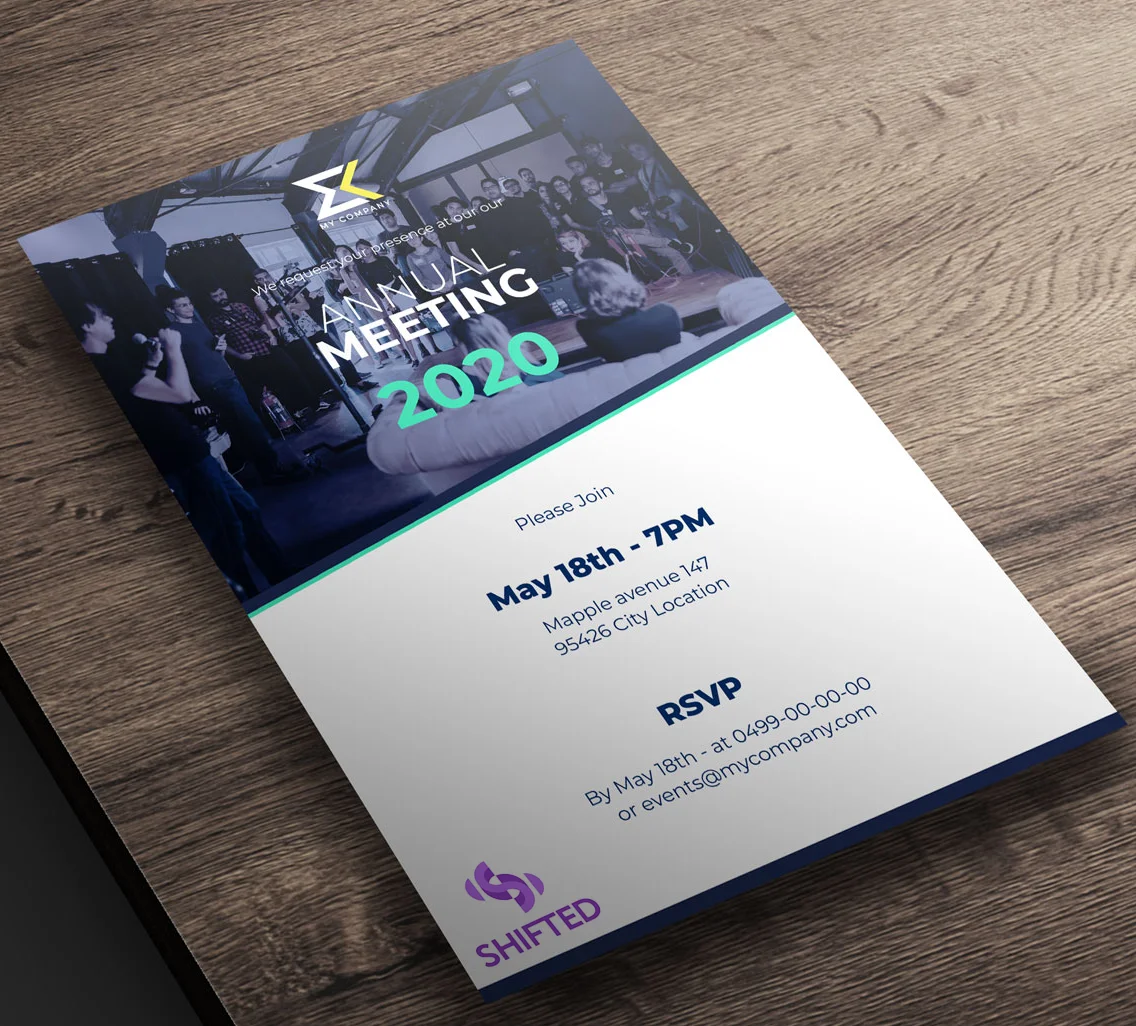 MY COMPANY
We request your presence at our our
ANNUAL
MEETING
2020
Please Join
May 18th - 7PM
Mapple avenue 147
95426 City Location
RSVP
By May 18th - at 0499-00-00-00
or events@mycompany.com
SHIFTED